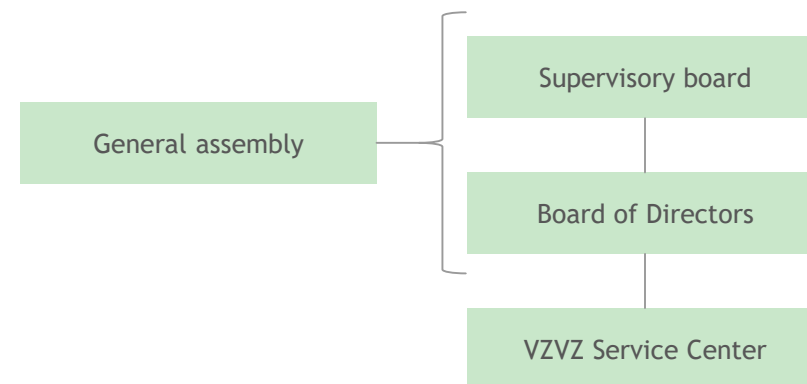 Supervisory board
General assembly
Board of Directors
VZVZ Service Center